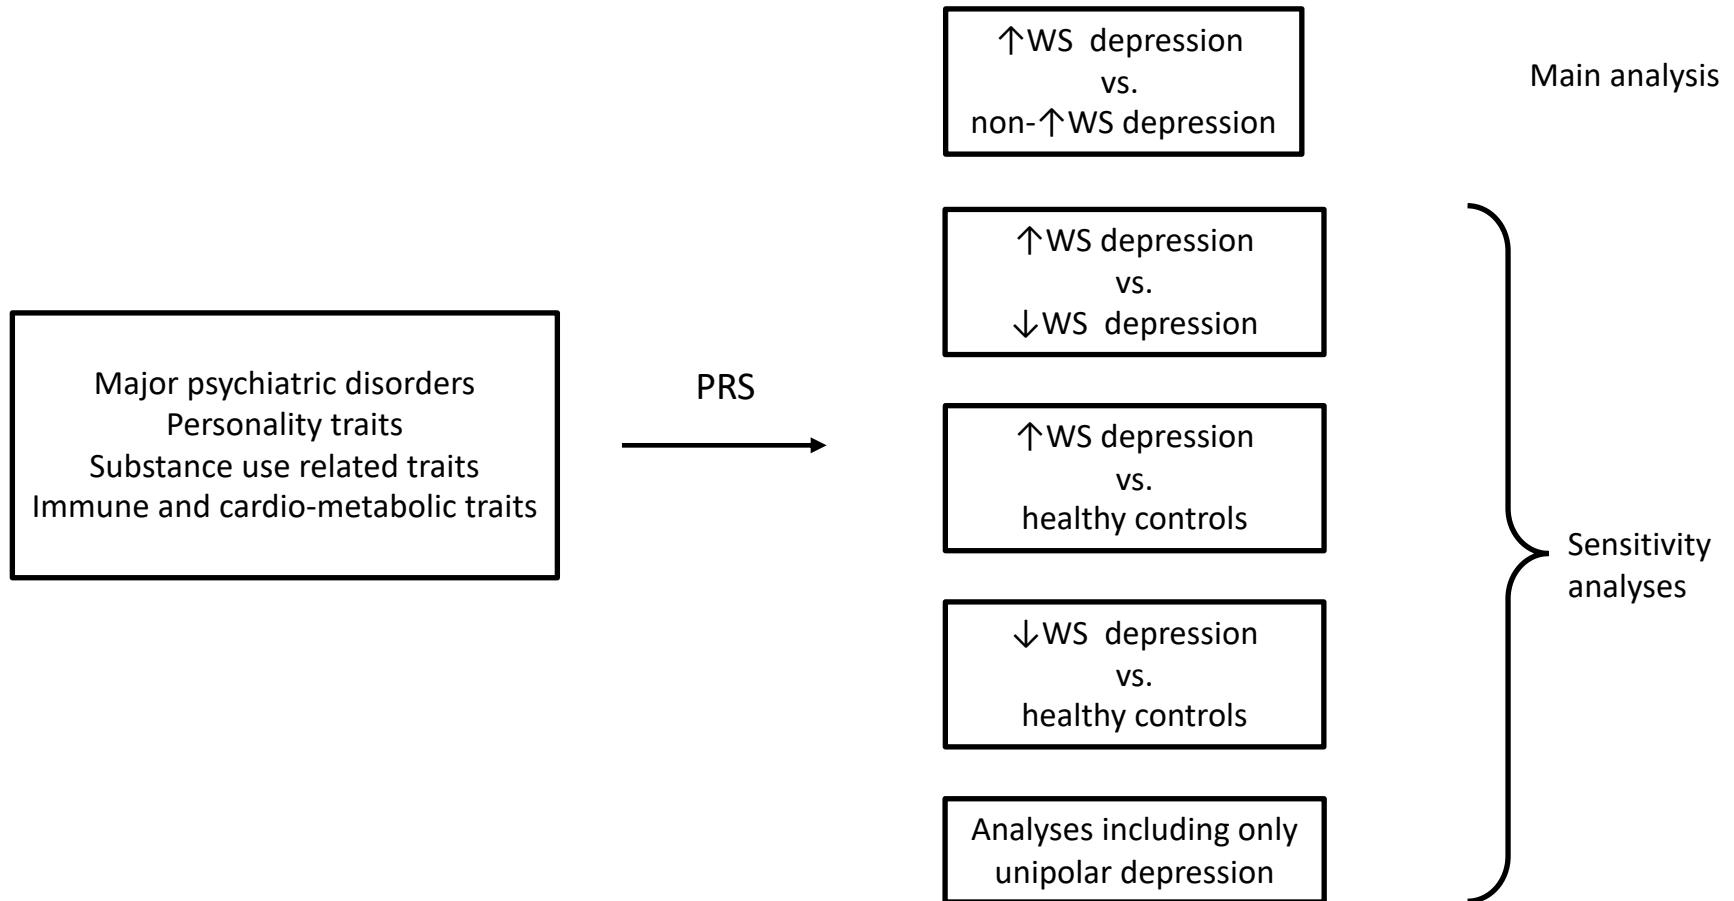 ↑WS depression
vs.
non-↑WS depression
Main analysis
↑WS depression
vs.
↓WS depression
Major psychiatric disorders
Personality traits
Substance use related traits
Immune and cardio-metabolic traits
PRS
↑WS depression
vs.
healthy controls
↓WS depression
vs.
healthy controls
Analyses including only
unipolar depression
Sensitivity
analyses